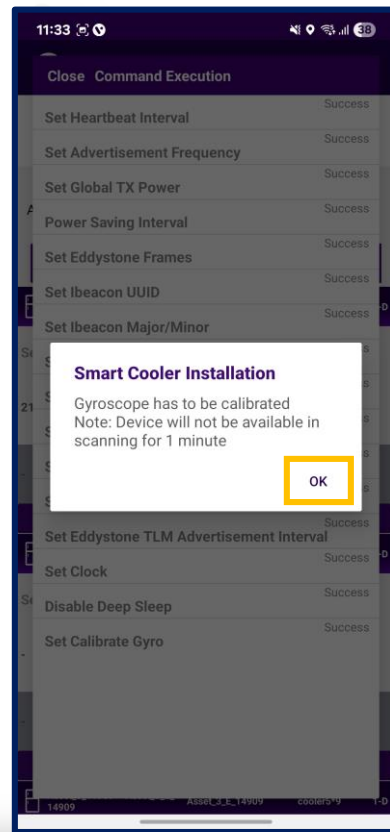 11:33
38
Close Command Execution
Success
Set Heartbeat Interval
Success
Set Advertisement Frequency
Success
Set Global TX Power
Success
Power Saving Interval
Success
Set Eddystone Frames
Success
Set Ibeacon UUID
Success
Set Ibeacon Major/Minor
Smart Cooler Installation
Gyroscope has to be calibrated
Note: Device will not be available in
scanning for 1 minute
OK
Success
Set Eddystone TLM Advertisement Interval
Success
Set Clock
Success
Disable Deep Sleep
Success
Set Calibrate Gyro
14909 Asset_3_E_14909 cooler5*9 T-D